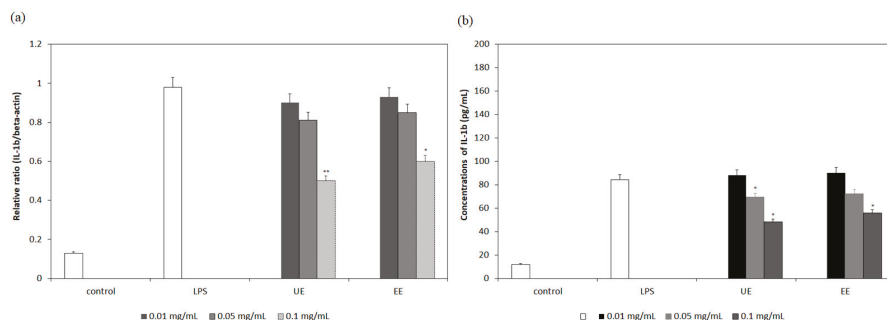 (a)
Relative ratio (IL-1b/beta-actin)
1.2
1
0.8
0.6
0.4
0.2
0
**
*
control LPS UE EE
0.01 mg/mL 0.05 mg/mL 0.1 mg/mL
(b)
Concentrations of IL-1b (pg/mL)
200
180
160
140
120
100
80
60
40
20
0
*
*
*
control LPS UE EE
0.01 mg/mL 0.05 mg/mL 0.1 mg/mL